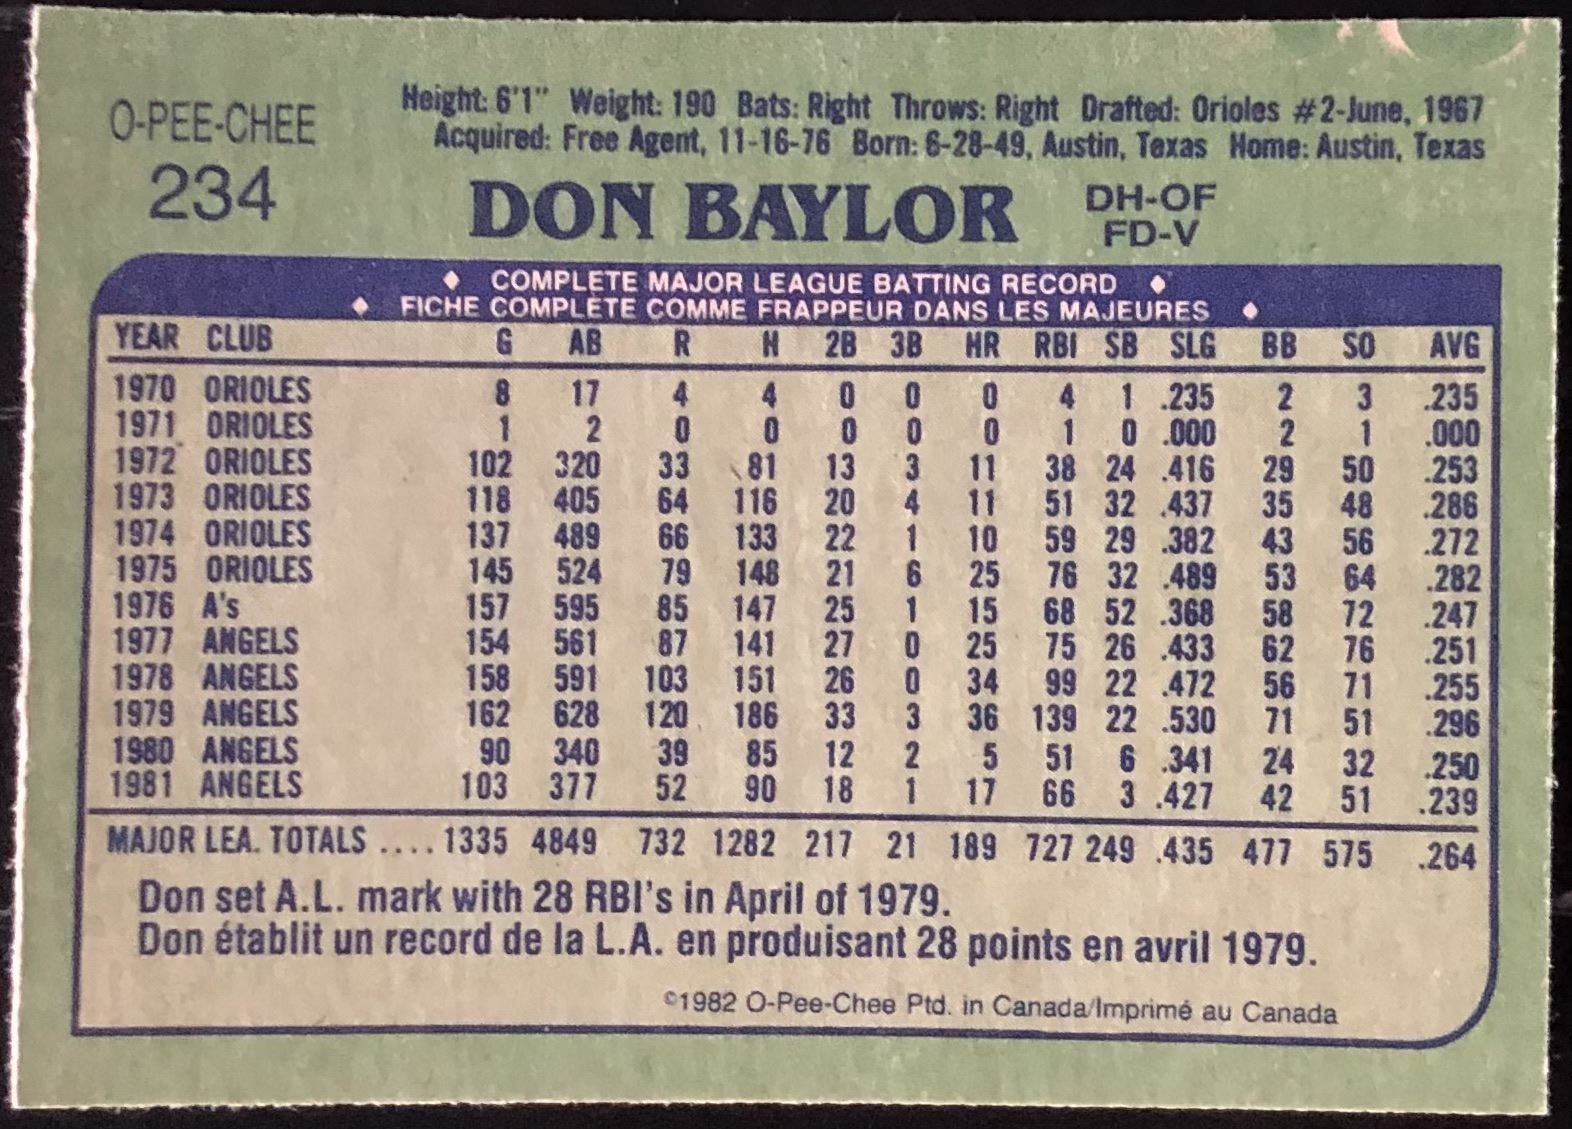 O-PEE-CHEE
234
Height: 6'1" Weight: 190 Bats: Right Throws: Right Drafted: Orioles #2-June, 1967
Acquired: Free Agent, 11-16-76 Born: 6-28-49, Austin, Texas Home: Austin, Texas
DON BAYLOR
DH-OF
FD-V
♦ COMPLETE MAJOR LEAGUE BATTING RECORD ♦
♦ FICHE COMPLÈTE COMME FRAPPEUR DANS LES MAJEURES ♦
YEAR CLUB G AB R H 2B 3B HR RBI SB SLG BB SO AVG
1970 ORIOLES 8 17 4 4 0 0 0 4 1 .235 2 3 .235
1971 ORIOLES 1 2 0 0 0 0 0 1 0 .000 2 1 .000
1972 ORIOLES 102 320 33 81 13 3 11 38 24 .416 29 50 .253
1973 ORIOLES 118 405 64 116 20 4 11 51 32 .437 35 48 .286
1974 ORIOLES 137 489 66 133 22 1 10 59 29 .382 43 56 .272
1975 ORIOLES 145 524 79 148 21 6 25 76 32 .489 53 64 .282
1976 A's 157 595 85 147 25 1 15 68 52 .368 58 72 .247
1977 ANGELS 154 561 87 141 27 0 25 75 26 .433 62 76 .251
1978 ANGELS 158 591 103 151 26 0 34 99 22 .472 56 71 .255
1979 ANGELS 162 628 120 186 33 3 36 139 22 .530 71 51 .296
1980 ANGELS 90 340 39 85 12 2 5 51 6 .341 24 32 .250
1981 ANGELS 103 377 52 90 18 1 17 66 3 .427 42 51 .239
MAJOR LEA. TOTALS .... 1335 4849 732 1282 217 21 189 727 249 .435 477 575 .264
Don set A.L. mark with 28 RBI's in April of 1979.
Don établit un record de la L.A. en produisant 28 points en avril 1979.
©1982 O-Pee-Chee Ptd. in Canada/Imprimé au Canada